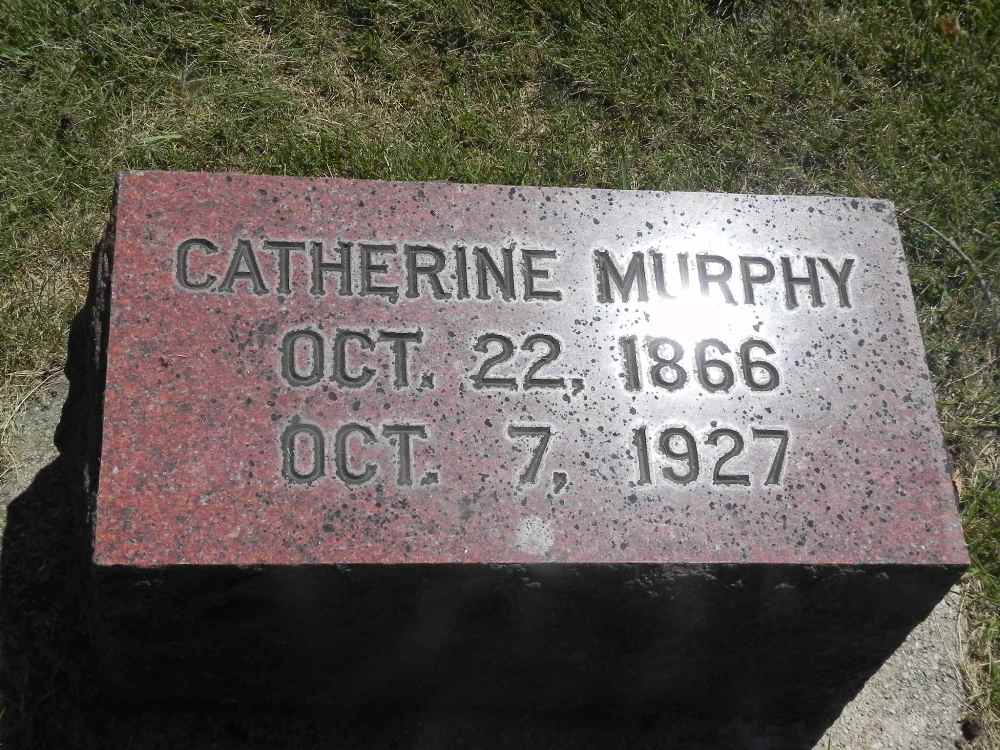 CATHERINE MURPHY
OCT. 22, 1866
OCT. 7, 1927